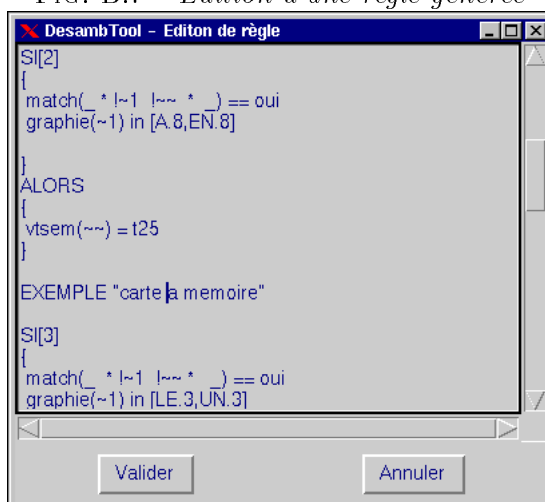 FIG. B.7 – Edition d'une règle générée
DesambTool – Editon de règle
SI[2]
{
match(_ * !~1 !~~ * _) == oui
graphie(~1) in [A.8,EN.8]
}
ALORS
{
vtsem(~~) = t25
}
EXEMPLE "carte a memoire"
SI[3]
{
match(_ * !~1 !~~ * _) == oui
graphie(~1) in [LE.3,UN.3]
Valider
Annuler